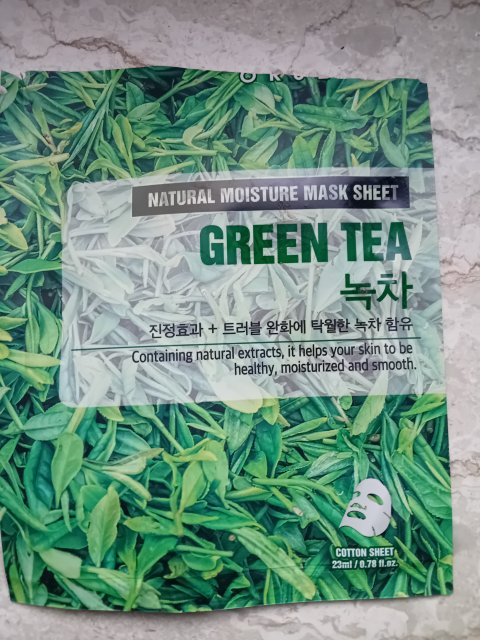 NATURAL MOISTURE MASK SHEET
GREEN TEA
녹차
진정효과 + 트러블 완화에 탁월한 녹차 함유
Containing natural extracts, it helps your skin to be
healthy, moisturized and smooth.
COTTON SHEET
23ml / 0.78 fl.oz.